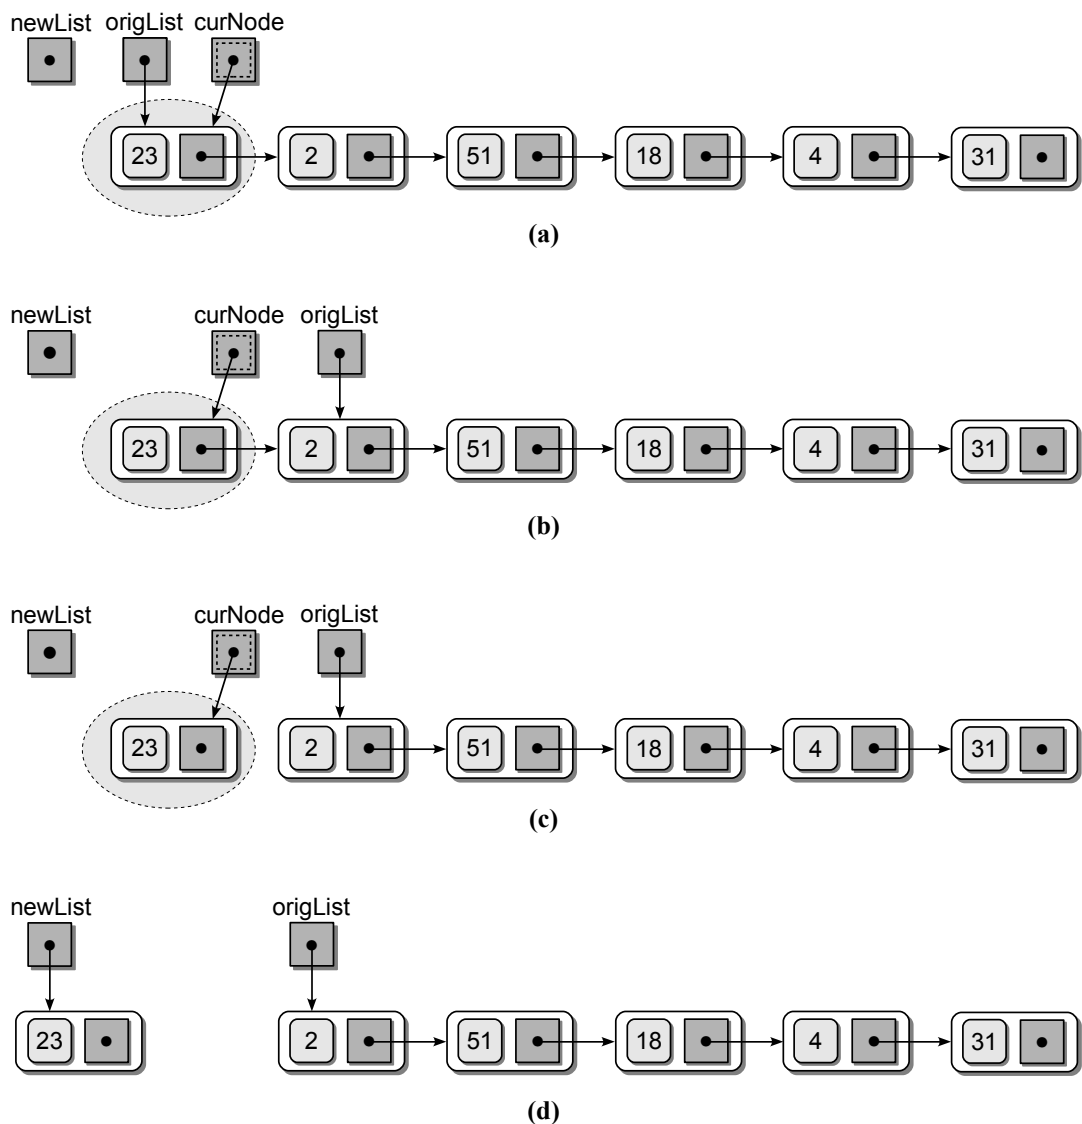 newList origList curNode
23 2 51 18 4 31
(a)
newList curNode origList
23 2 51 18 4 31
(b)
newList curNode origList
23 2 51 18 4 31
(c)
newList origList
23 2 51 18 4 31
(d)